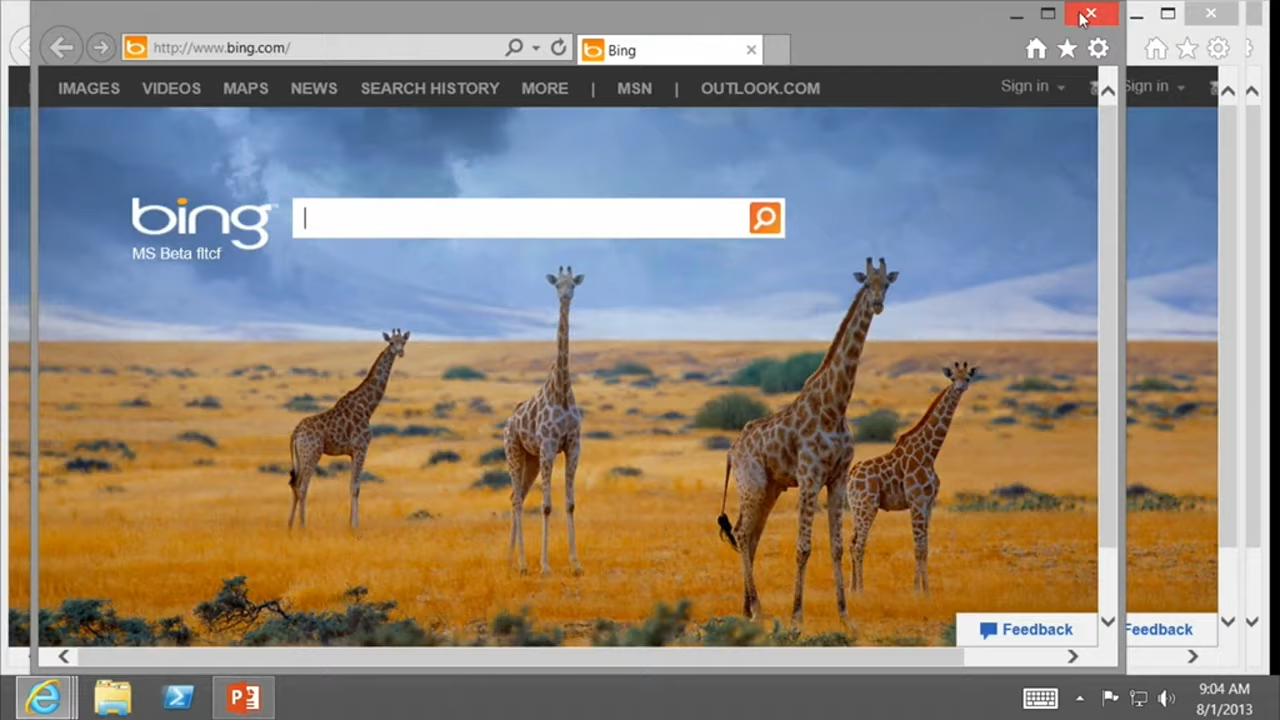 http://www.bing.com/
Bing
IMAGES VIDEOS MAPS NEWS SEARCH HISTORY MORE | MSN | OUTLOOK.COM
Sign in
Sign in
bing
MS Beta fltcf
Feedback
Feedback
9:04 AM
8/1/2013